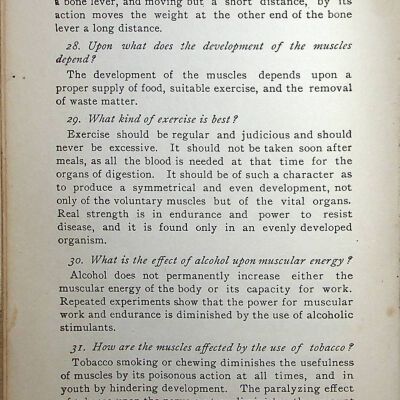 a bone lever, and moving but a short distance, by its
action moves the weight at the other end of the bone
lever a long distance.
28. Upon what does the development of the muscles
depend?
The development of the muscles depends upon a
proper supply of food, suitable exercise, and the removal
of waste matter.
29. What kind of exercise is best?
Exercise should be regular and judicious and should
never be excessive. It should not be taken soon after
meals, as all the blood is needed at that time for the
organs of digestion. It should be of such a character as
to produce a symmetrical and even development, not
only of the voluntary muscles but of the vital organs.
Real strength is in endurance and power to resist
disease, and it is found only in an evenly developed
organism.
30. What is the effect of alcohol upon muscular energy?
Alcohol does not permanently increase either the
muscular energy of the body or its capacity for work.
Repeated experiments show that the power for muscular
work and endurance is diminished by the use of alcoholic
stimulants.
31. How are the muscles affected by the use of tobacco?
Tobacco smoking or chewing diminishes the usefulness
of muscles by its poisonous action at all times, and in
youth by hindering development. The paralyzing effect